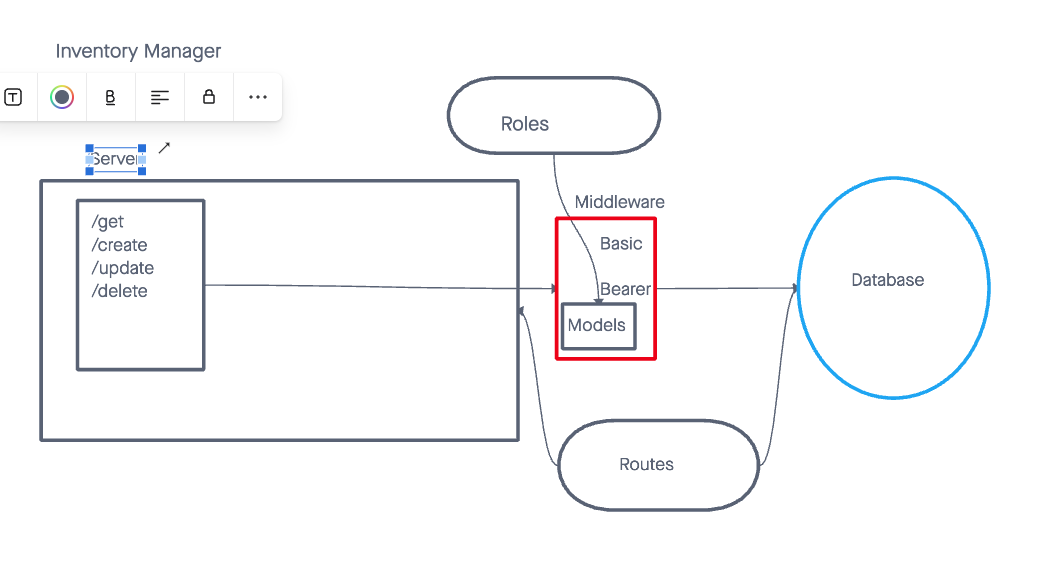 Inventory Manager
T
B
Server
/get
/create
/update
/delete
Roles
Middleware
Basic
Bearer
Models
Database
Routes